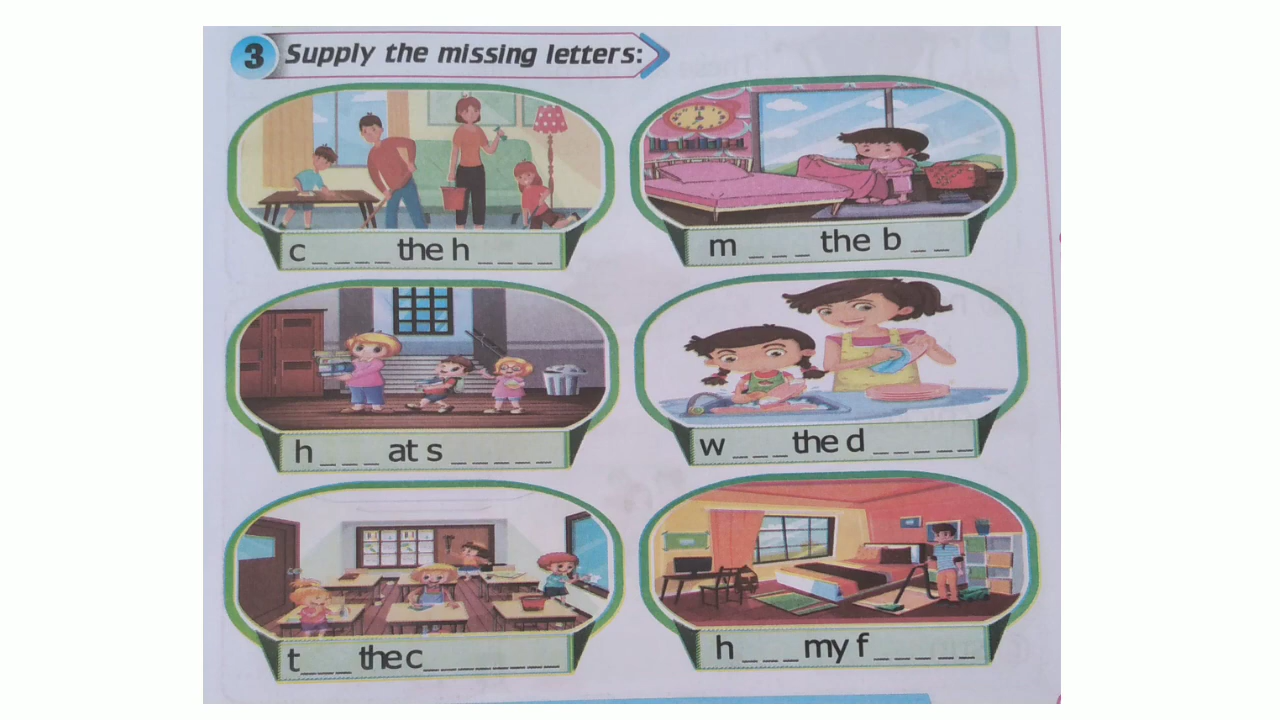 3 Supply the missing letters:
c _ _ _ _ the h _ _ _ _
m _ _ _ the b _ _
h _ _ _ at s _ _ _ _ _
w _ _ _ the d _ _ _ _ _
t _ _ _ the c _ _ _ _ _ _ _ _
h _ _ _ my f _ _ _ _ _